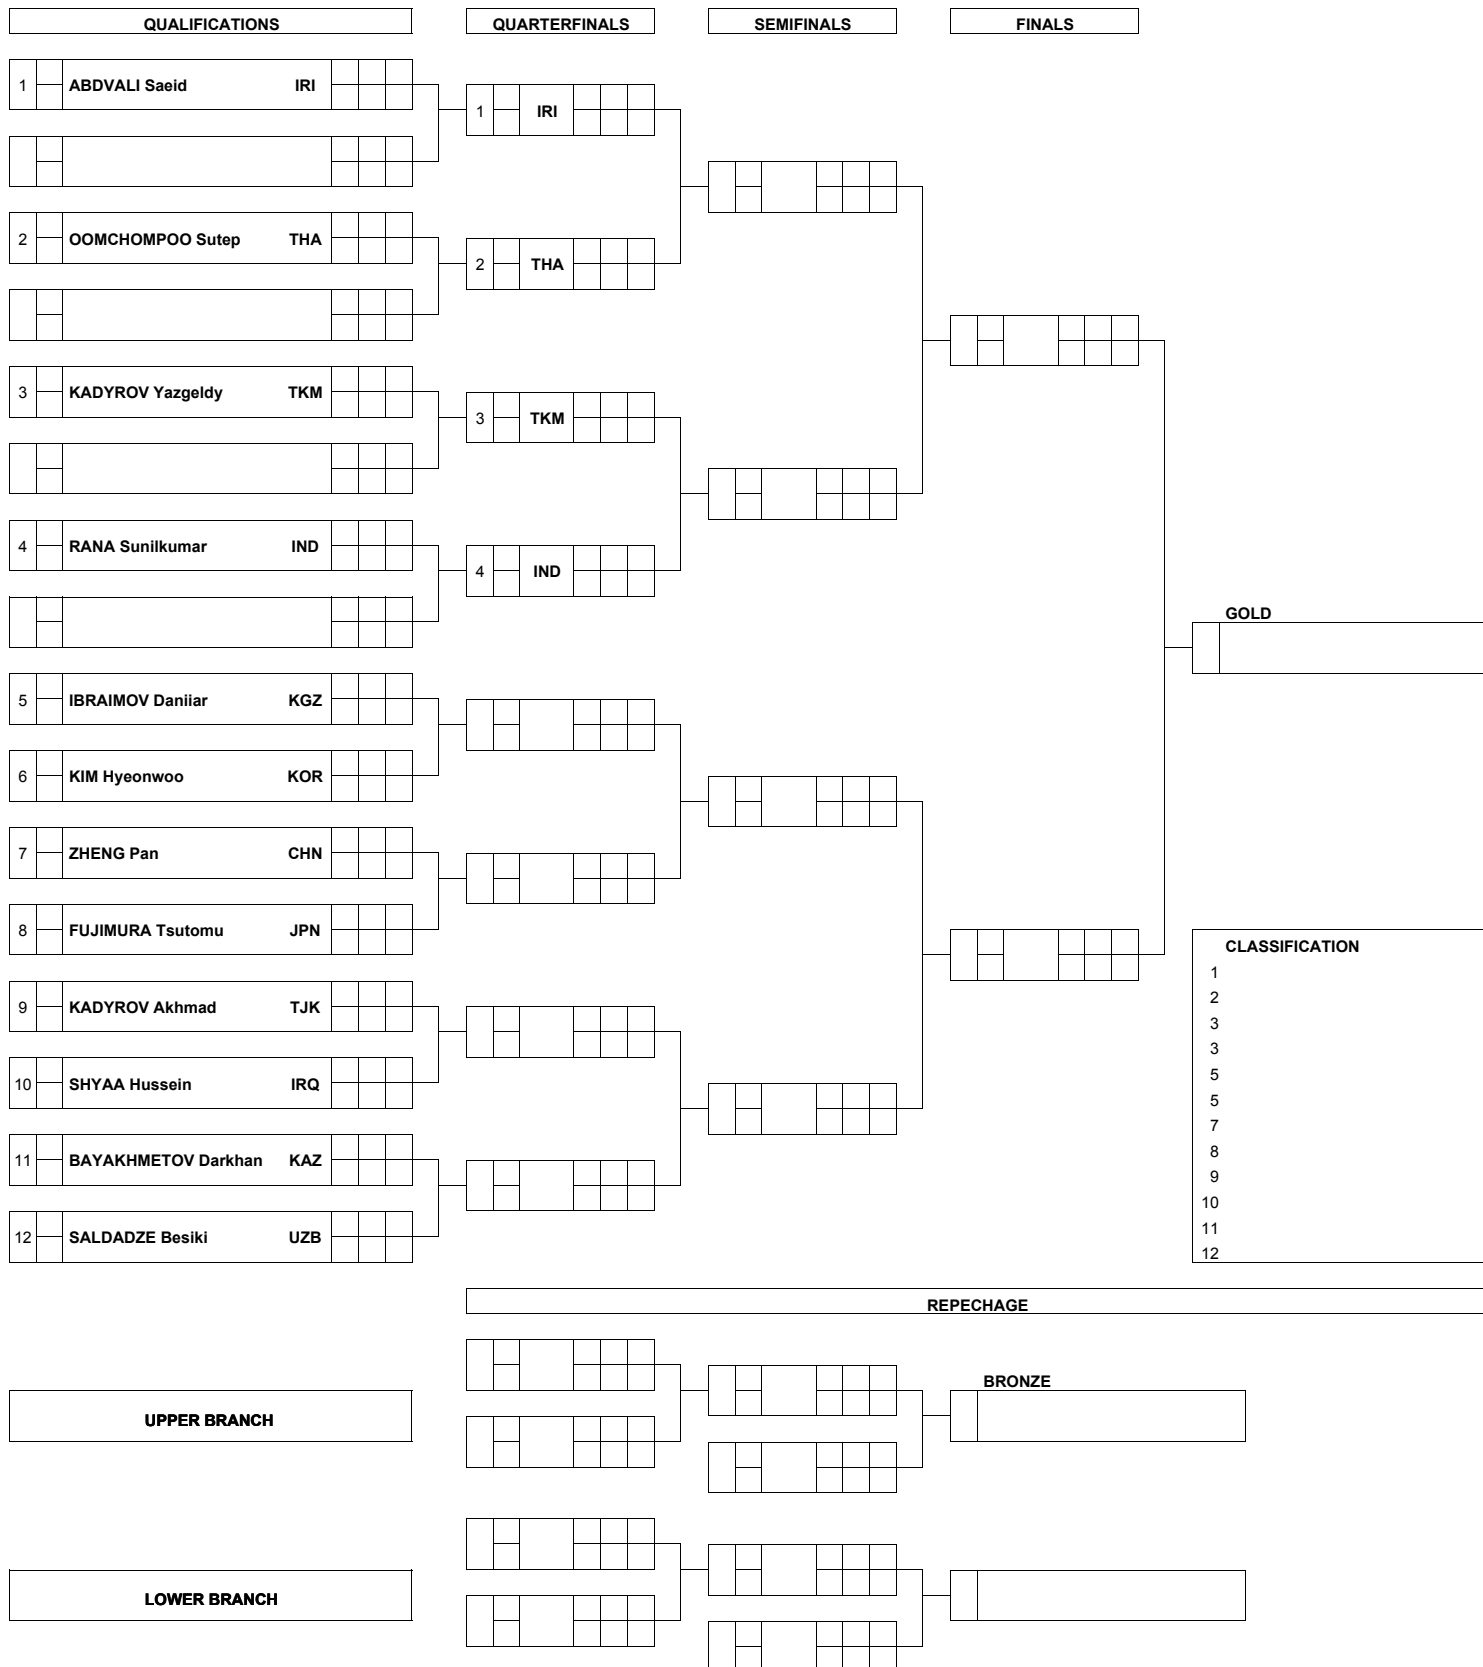 QUALIFICATIONS QUARTERFINALS SEMIFINALS FINALS
1 ABDVALI Saeid IRI
1 IRI
2 OOMCHOMPOO Sutep THA
2 THA
3 KADYROV Yazgeldy TKM
3 TKM
4 RANA Sunilkumar IND
4 IND
GOLD
5 IBRAIMOV Daniiar KGZ
6 KIM Hyeonwoo KOR
7 ZHENG Pan CHN
8 FUJIMURA Tsutomu JPN
CLASSIFICATION
1
2
3
3
5
5
7
8
9
10
11
12
9 KADYROV Akhmad TJK
10 SHYAA Hussein IRQ
11 BAYAKHMETOV Darkhan KAZ
12 SALDADZE Besiki UZB
REPECHAGE
BRONZE
UPPER BRANCH
LOWER BRANCH